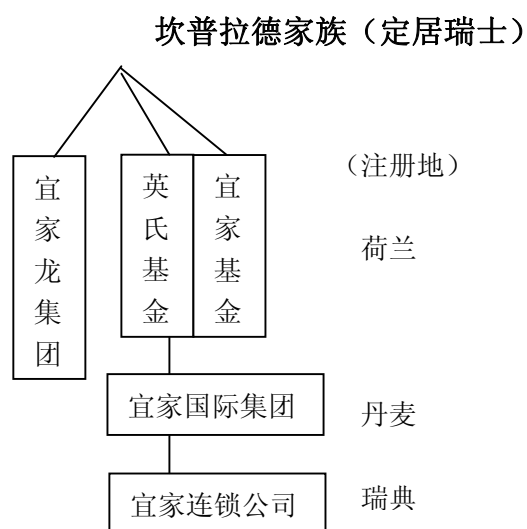 坎普拉德家族（定居瑞士）
（注册地）
宜家龙集团
英氏基金
宜家基金
荷兰
宜家国际集团
丹麦
宜家连锁公司
瑞典